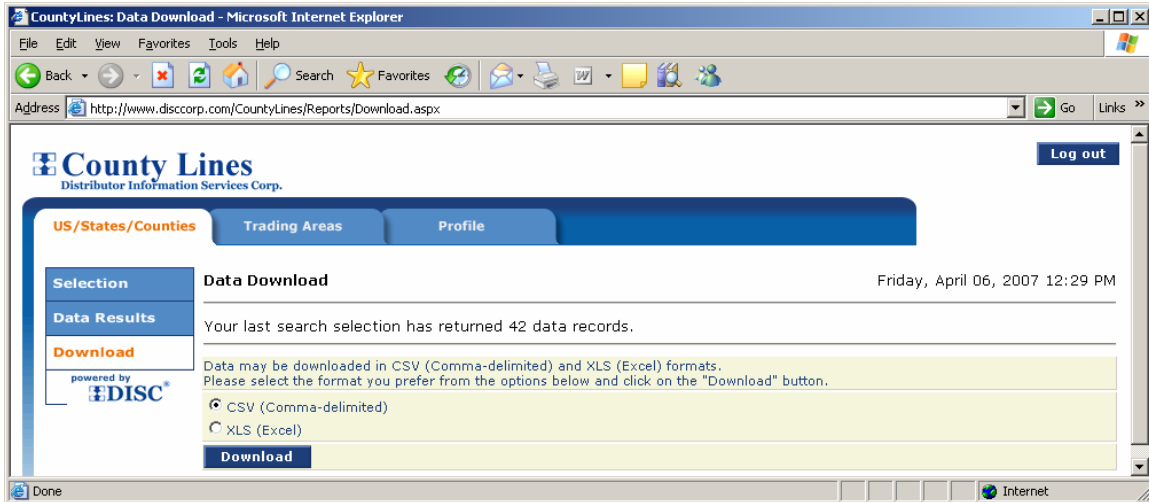 CountyLines: Data Download - Microsoft Internet Explorer
File Edit View Favorites Tools Help
Back Search Favorites W
Address http://www.disccorp.com/CountyLines/Reports/Download.aspx Go Links »
County Lines
Distributor Information Services Corp.
Log out
US/States/Counties Trading Areas Profile
Selection
Data Results
Download
powered by
DISC®
Data Download Friday, April 06, 2007 12:29 PM
Your last search selection has returned 42 data records.
Data may be downloaded in CSV (Comma-delimited) and XLS (Excel) formats.
Please select the format you prefer from the options below and click on the "Download" button.
CSV (Comma-delimited)
XLS (Excel)
Download
Done Internet